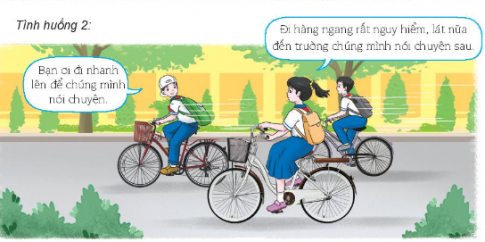 Tình huống 2:
Đi hàng ngang rất nguy hiểm, lát nữa
đến trường chúng mình nói chuyện sau.
Bạn ơi đi nhanh
lên để chúng mình
nói chuyện.